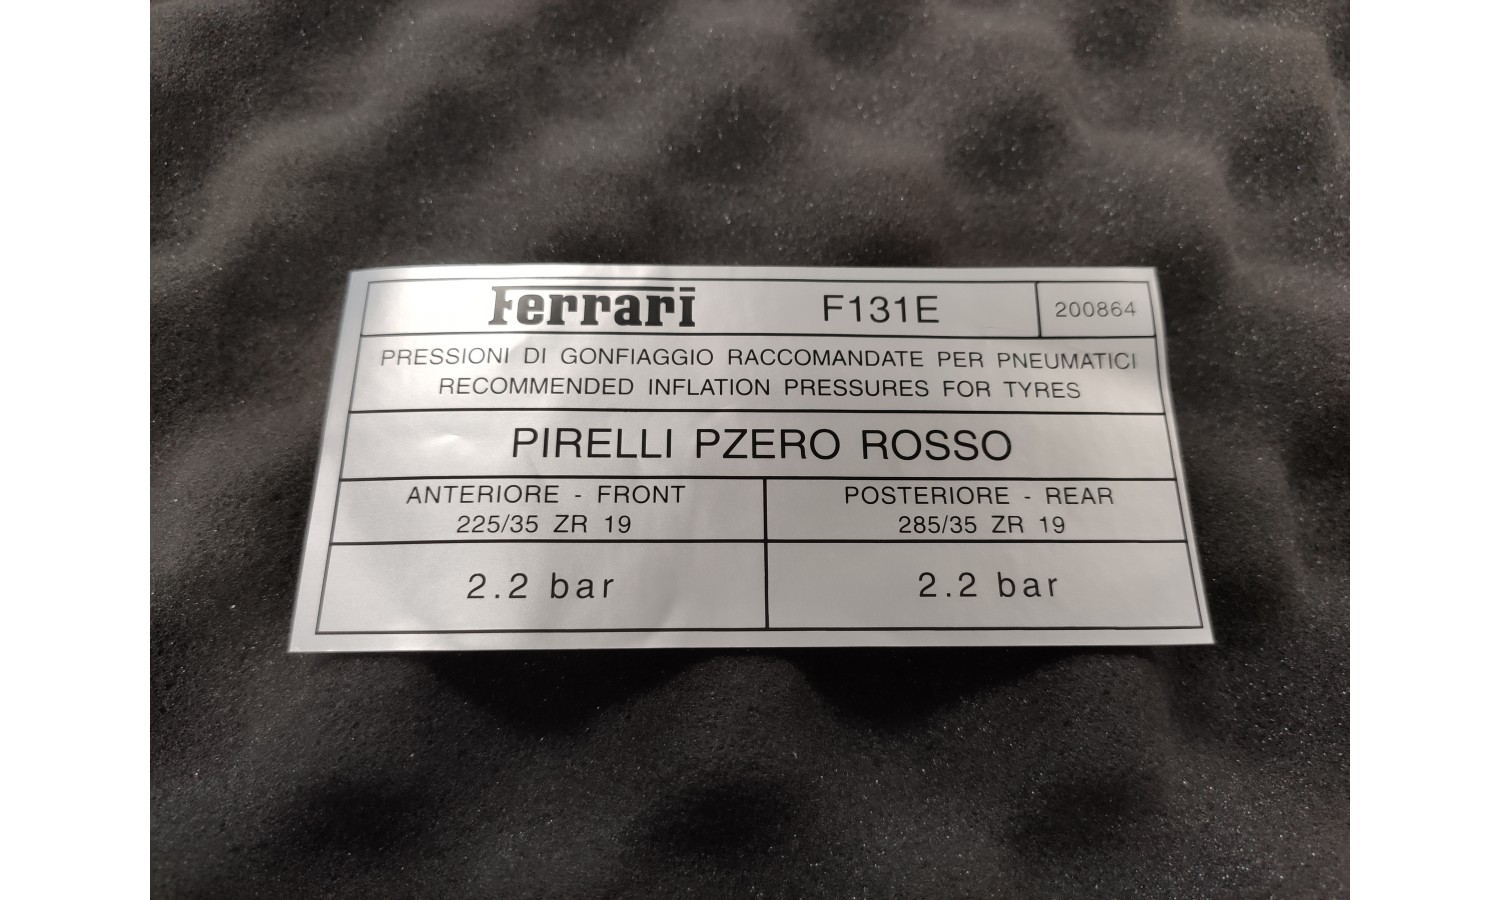 Ferrari F131E 200864
PRESSIONI DI GONFIAGGIO RACCOMANDATE PER PNEUMATICI
RECOMMENDED INFLATION PRESSURES FOR TYRES
PIRELLI PZERO ROSSO
ANTERIORE - FRONT
225/35 ZR 19
POSTERIORE - REAR
285/35 ZR 19
2.2 bar
2.2 bar